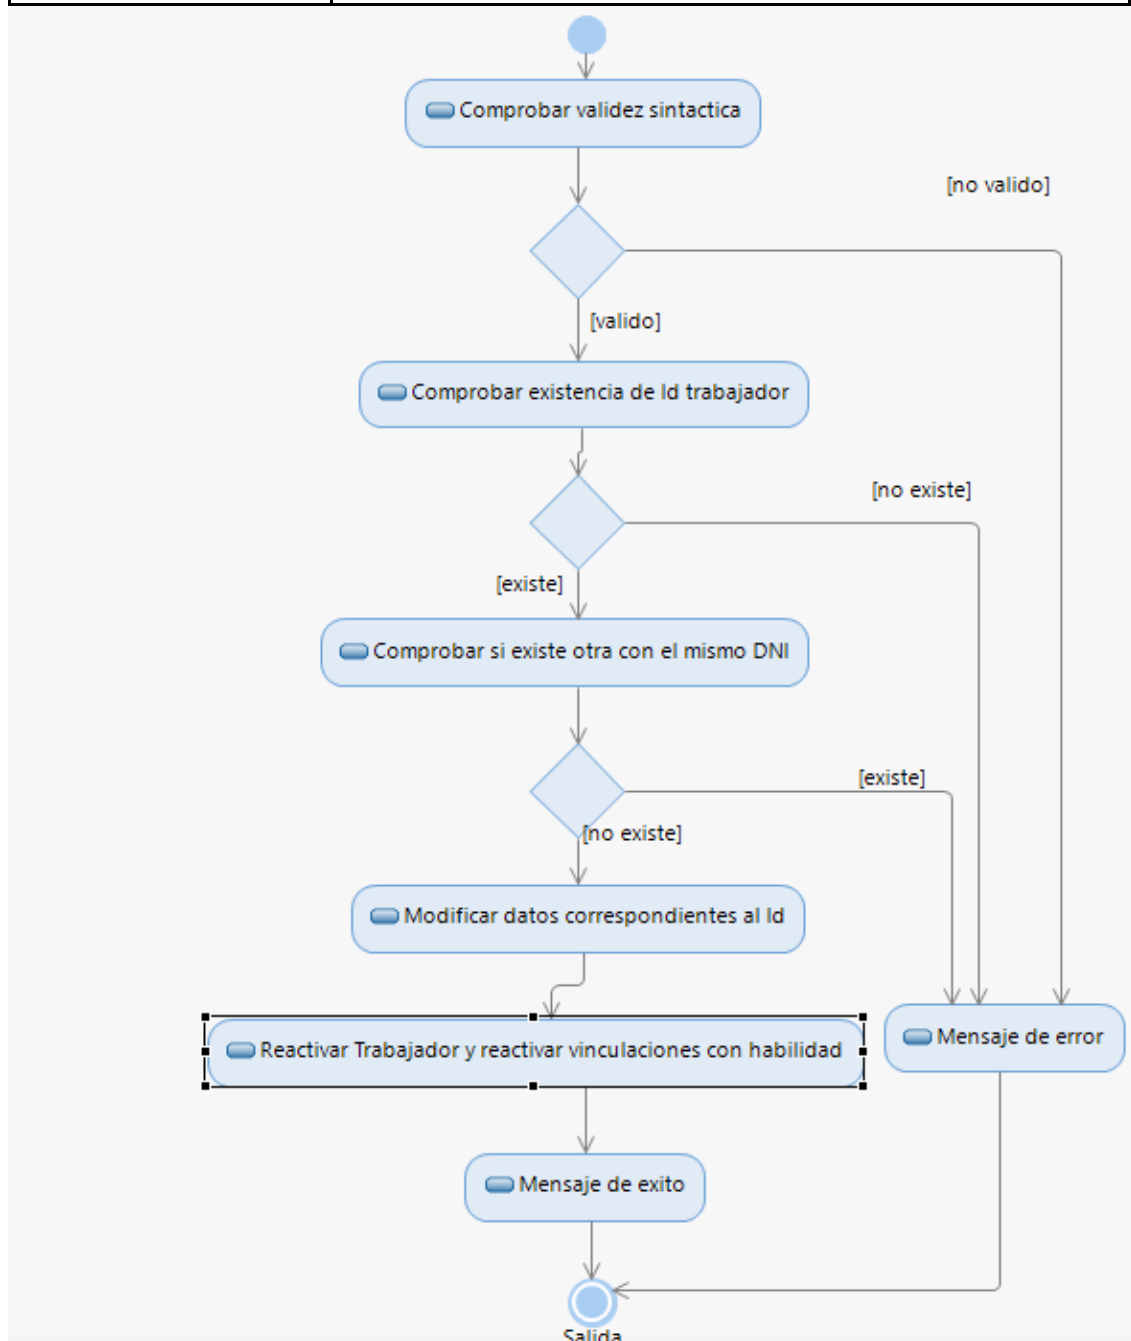 Comprobar validez sintactica
[no valido]
[valido]
Comprobar existencia de Id trabajador
[no existe]
[existe]
Comprobar si existe otra con el mismo DNI
[existe]
[no existe]
Modificar datos correspondientes al Id
Reactivar Trabajador y reactivar vinculaciones con habilidad
Mensaje de error
Mensaje de exito
Salida